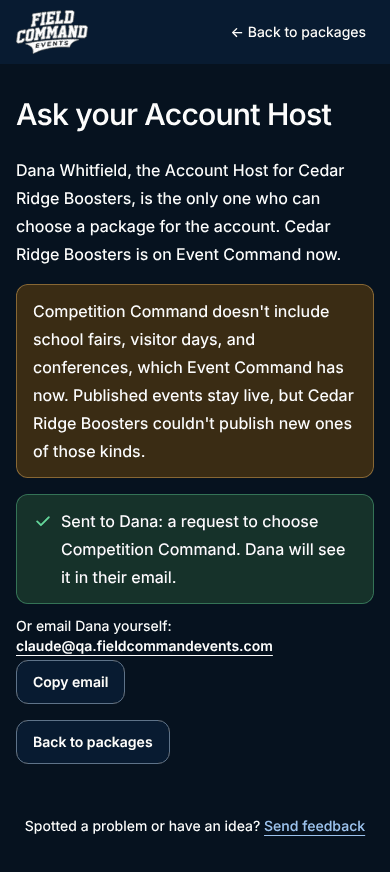 FIELD
COMMAND
EVENTS
← Back to packages
Ask your Account Host
Dana Whitfield, the Account Host for Cedar
Ridge Boosters, is the only one who can
choose a package for the account. Cedar
Ridge Boosters is on Event Command now.
Competition Command doesn't include
school fairs, visitor days, and
conferences, which Event Command has
now. Published events stay live, but Cedar
Ridge Boosters couldn't publish new ones
of those kinds.
Sent to Dana: a request to choose
Competition Command. Dana will see
it in their email.
Or email Dana yourself:
claude@qa.fieldcommandevents.com
Copy email
Back to packages
Spotted a problem or have an idea? Send feedback